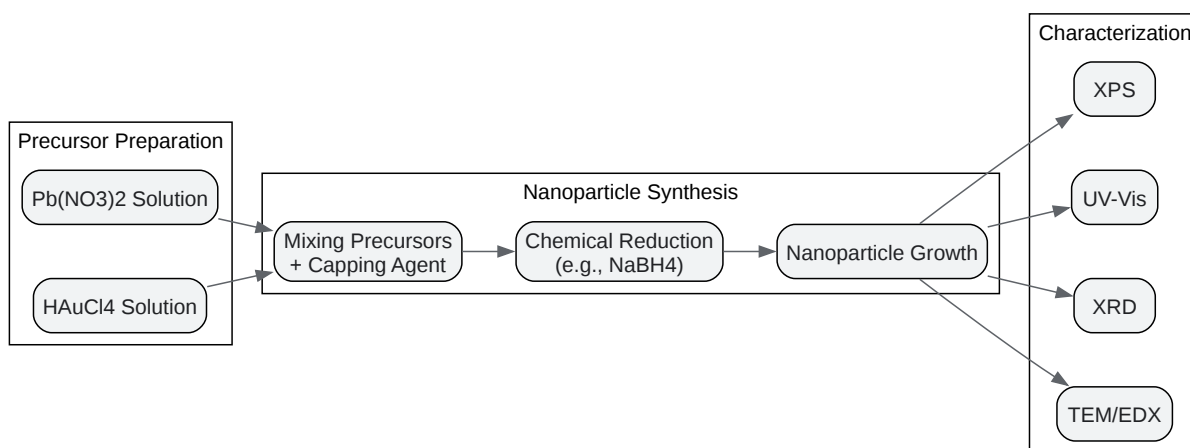 Precursor Preparation
Pb(NO3)2 Solution
HAuCl4 Solution
Nanoparticle Synthesis
Mixing Precursors
+ Capping Agent
Chemical Reduction
(e.g., NaBH4)
Nanoparticle Growth
Characterization
XPS
UV-Vis
XRD
TEM/EDX